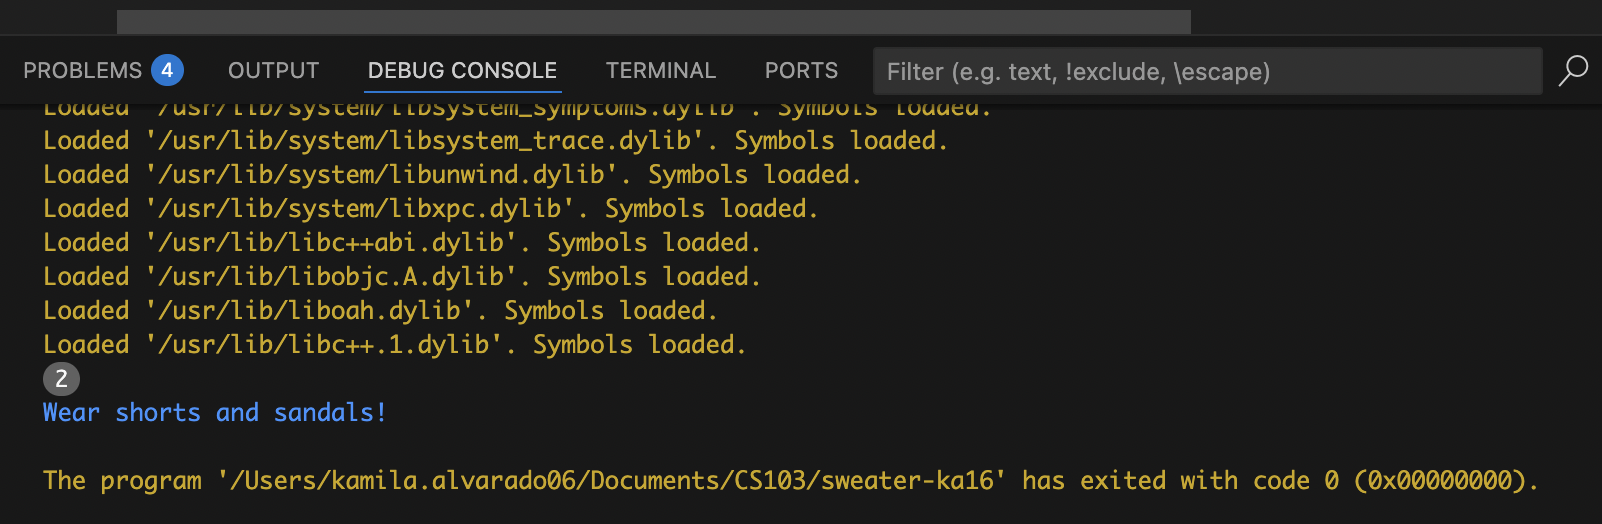 PROBLEMS 4 OUTPUT DEBUG CONSOLE TERMINAL PORTS Filter (e.g. text, !exclude, \escape)
Loaded '/usr/lib/system/libsystem_symptoms.dylib'. Symbols loaded.
Loaded '/usr/lib/system/libsystem_trace.dylib'. Symbols loaded.
Loaded '/usr/lib/system/libunwind.dylib'. Symbols loaded.
Loaded '/usr/lib/system/libxpc.dylib'. Symbols loaded.
Loaded '/usr/lib/libc++abi.dylib'. Symbols loaded.
Loaded '/usr/lib/libobjc.A.dylib'. Symbols loaded.
Loaded '/usr/lib/liboah.dylib'. Symbols loaded.
Loaded '/usr/lib/libc++.1.dylib'. Symbols loaded.
2
Wear shorts and sandals!
The program '/Users/kamila.alvarado06/Documents/CS103/sweater-ka16' has exited with code 0 (0x00000000).